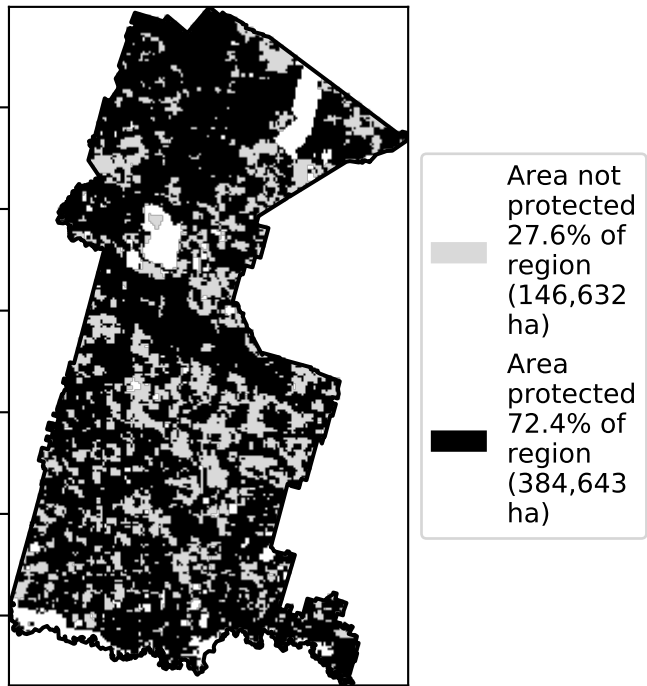 Area not
protected
27.6% of
region
(146,632
ha)
Area
protected
72.4% of
region
(384,643
ha)